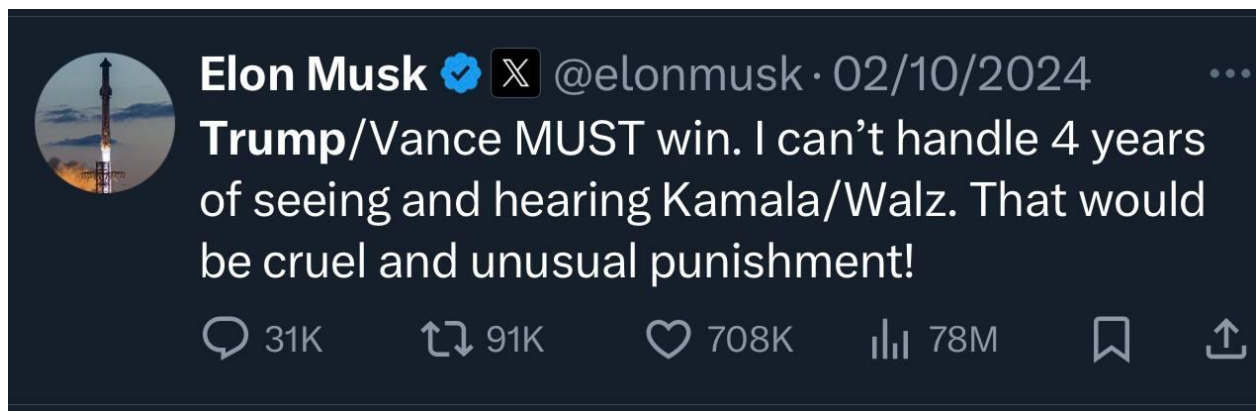 Elon Musk @elonmusk · 02/10/2024
Trump/Vance MUST win. I can’t handle 4 years
of seeing and hearing Kamala/Walz. That would
be cruel and unusual punishment!
31K 91K 708K 78M